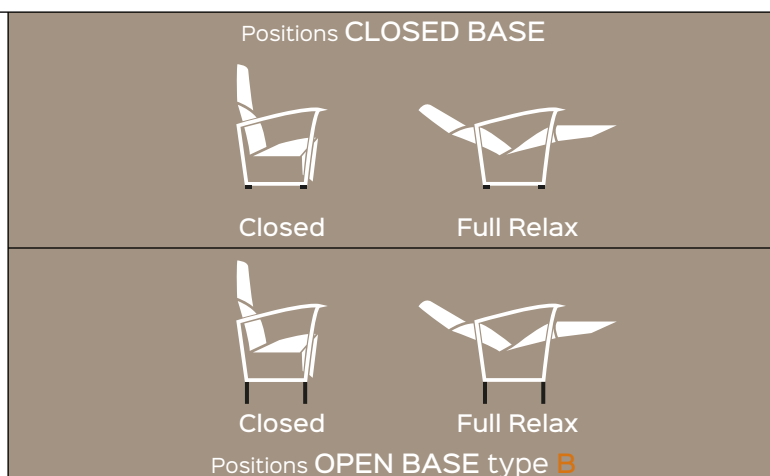 Positions CLOSED BASE
Closed Full Relax
Closed Full Relax
Positions OPEN BASE type B